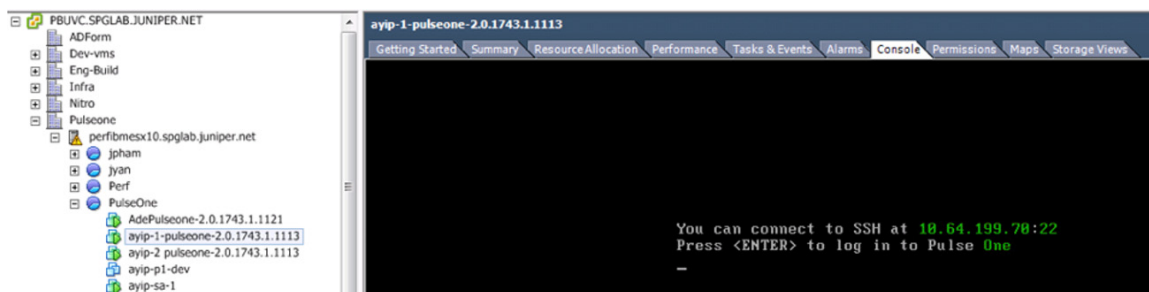 PBUVC.SPGLAB.JUNIPER.NET
ADForm
Dev-vms
Eng-Build
Infra
Nitro
Pulseone
perfibmesx10.spglab.juniper.net
jpham
jyan
Perf
PulseOne
AdePulseone-2.0.1743.1.1121
ayip-1-pulseone-2.0.1743.1.1113
ayip-2 pulseone-2.0.1743.1.1113
ayip-p1-dev
ayip-sa-1
ayip-1-pulseone-2.0.1743.1.1113
Getting Started Summary Resource Allocation Performance Tasks & Events Alarms Console Permissions Maps Storage Views
You can connect to SSH at 10.64.199.70:22
Press <ENTER> to log in to Pulse One